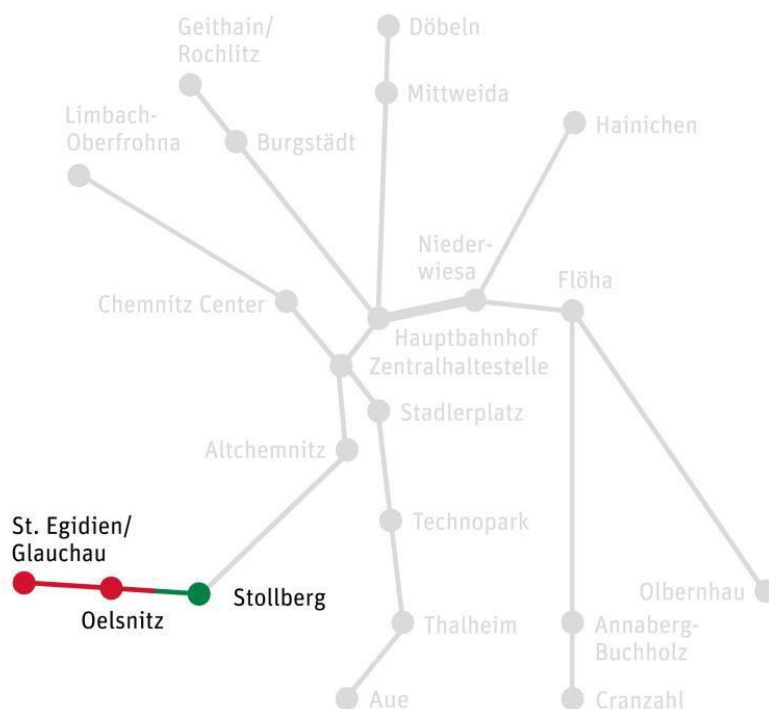 Geithain/
Rochlitz
Döbeln
Mittweida
Limbach-
Oberfrohna
Burgstädt
Hainichen
Nieder-
wiesa
Flöha
Chemnitz Center
Hauptbahnhof
Zentralhaltestelle
Stadlerplatz
Altchemnitz
Technopark
St. Egidien/
Glauchau
Oelsnitz
Stollberg
Olbernhau
Thalheim
Annaberg-
Buchholz
Aue
Cranzahl